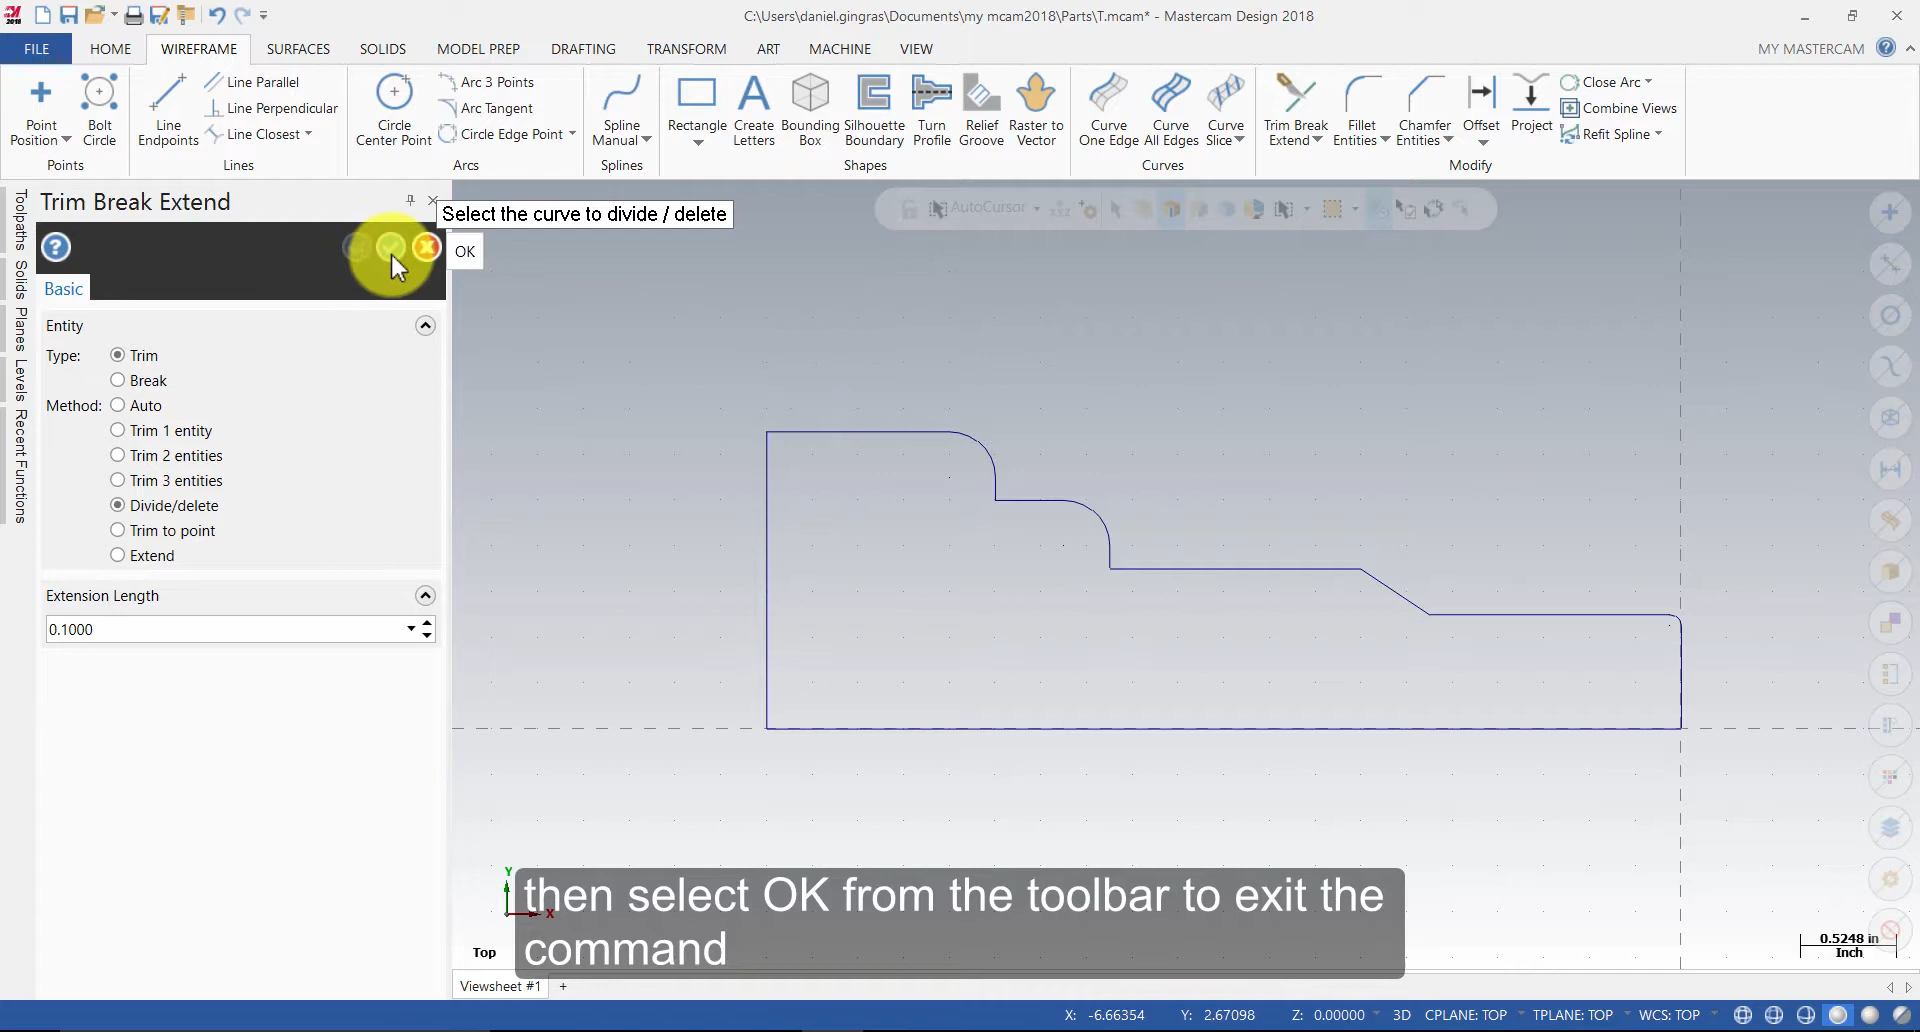 2018
C:\Users\daniel.gingras\Documents\my mcam2018\Parts\T.mcam* - Mastercam Design 2018
FILE
HOME
WIREFRAME
SURFACES
SOLIDS
MODEL PREP
DRAFTING
TRANSFORM
ART
MACHINE
VIEW
MY MASTERCAM
Point
Position
Bolt
Circle
Points
Line
Endpoints
Line Parallel
Line Perpendicular
Line Closest
Lines
Circle
Center Point
Arc 3 Points
Arc Tangent
Circle Edge Point
Arcs
Spline
Manual
Splines
Rectangle
Create
Letters
Bounding
Box
Silhouette
Boundary
Turn
Profile
Relief
Groove
Raster to
Vector
Shapes
Curve
One Edge
Curve
All Edges
Curve
Slice
Curves
Trim Break
Extend
Fillet
Entities
Chamfer
Entities
Offset
Project
Close Arc
Combine Views
Refit Spline
Modify
Toolpaths
Solids
Planes
Levels
Recent Functions
Trim Break Extend
Select the curve to divide / delete
OK
AutoCursor
Basic
Entity
Type:
Trim
Break
Method:
Auto
Trim 1 entity
Trim 2 entities
Trim 3 entities
Divide/delete
Trim to point
Extend
Extension Length
0.1000
Y
X
then select OK from the toolbar to exit the
command
Top
0.5248 in
Inch
Viewsheet #1
X: -6.66354
Y: 2.67098
Z: 0.00000
3D
CPLANE: TOP
TPLANE: TOP
WCS: TOP